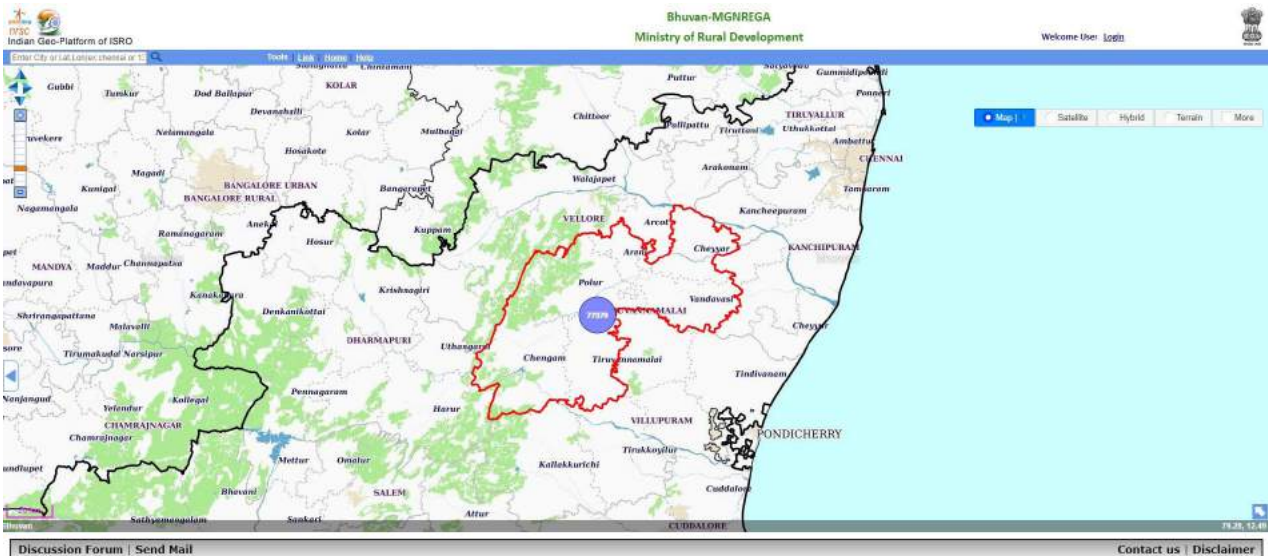 Bhuvan-MGNREGA
Ministry of Rural Development
Indian Geo-Platform of ISRO
Welcome User Login
Tools Link Home Help
Map |
Satellite
Hybrid
Terrain
More
Gubbi
Tumkur
Dod Ballapur
KOLAR
Puttur
Devanahalli
Chittoor
Pallipattu
Tiruttani
TIRUVALLUR
Uthukkottai
Ponneri
Nelamangala
Kolar
Mulbagal
Hosakote
Ambattur
CHENNAI
Magadi
Arakonam
Kunigal
BANGALORE URBAN
BANGALORE RURAL
Bangarapet
Walajapet
Tambaram
Nagamangala
Kancheepuram
Ramanagaram
Anekal
Hosur
Kuppam
VELLORE
Arcot
Arani
Cheyyar
KANCHIPURAM
MANDYA
Maddur
Channapatna
Krishnagiri
Polur
Kanakapura
Denkanikottai
77079
Vandavasi
Shrirangapattana
Malavalli
DHARMAPURI
Uthangarai
Cheyyur
Tirumakudal Narsipur
Chengam
Tiruvannamalai
Tindivanam
Nanjangud
Yelandur
Kollegal
Pennagaram
Harur
CHAMRAJNAGAR
Chamrajnagar
VILLUPURAM
PONDICHERRY
Mettur
Omalur
Tirukkoyilur
Kallakkurichi
Bhavani
SALEM
Cuddalore
Sathyamangalam
Sankari
Attur
CUDDALORE
Bhuvan
79.28, 12.49
Discussion Forum | Send Mail
Contact us | Disclaimer